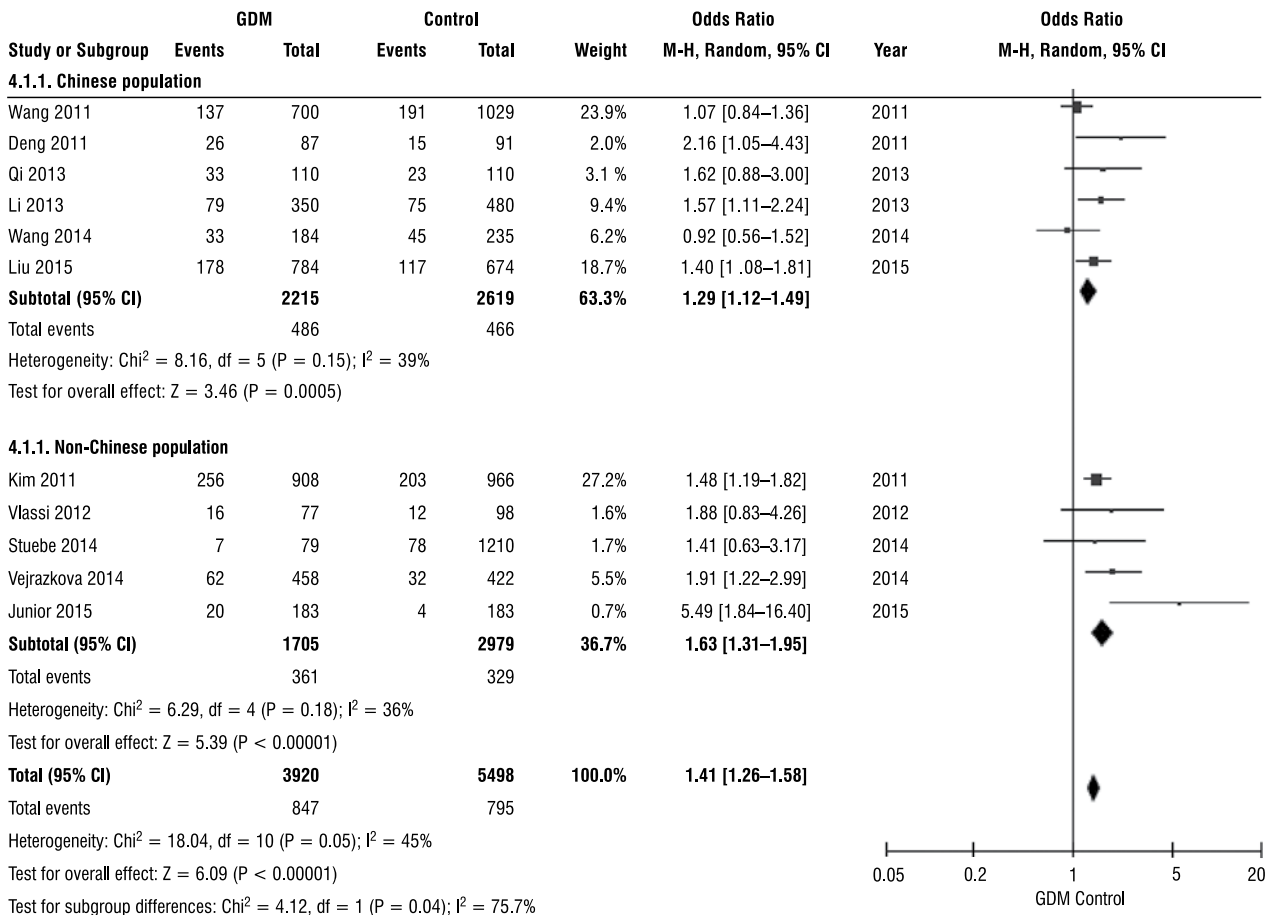 GDM Control Odds Ratio Odds Ratio
Study or Subgroup Events Total Events Total Weight M-H, Random, 95% CI Year M-H, Random, 95% CI
4.1.1. Chinese population
Wang 2011 137 700 191 1029 23.9% 1.07 [0.84–1.36] 2011
Deng 2011 26 87 15 91 2.0% 2.16 [1.05–4.43] 2011
Qi 2013 33 110 23 110 3.1 % 1.62 [0.88–3.00] 2013
Li 2013 79 350 75 480 9.4% 1.57 [1.11–2.24] 2013
Wang 2014 33 184 45 235 6.2% 0.92 [0.56–1.52] 2014
Liu 2015 178 784 117 674 18.7% 1.40 [1 .08–1.81] 2015
Subtotal (95% CI) 2215 2619 63.3% 1.29 [1.12–1.49]
Total events 486 466
Heterogeneity: Chi² = 8.16, df = 5 (P = 0.15); I² = 39%
Test for overall effect: Z = 3.46 (P = 0.0005)
4.1.1. Non-Chinese population
Kim 2011 256 908 203 966 27.2% 1.48 [1.19–1.82] 2011
Vlassi 2012 16 77 12 98 1.6% 1.88 [0.83–4.26] 2012
Stuebe 2014 7 79 78 1210 1.7% 1.41 [0.63–3.17] 2014
Vejrazkova 2014 62 458 32 422 5.5% 1.91 [1.22–2.99] 2014
Junior 2015 20 183 4 183 0.7% 5.49 [1.84–16.40] 2015
Subtotal (95% CI) 1705 2979 36.7% 1.63 [1.31–1.95]
Total events 361 329
Heterogeneity: Chi² = 6.29, df = 4 (P = 0.18); I² = 36%
Test for overall effect: Z = 5.39 (P < 0.00001)
Total (95% CI) 3920 5498 100.0% 1.41 [1.26–1.58]
Total events 847 795
Heterogeneity: Chi² = 18.04, df = 10 (P = 0.05); I² = 45%
Test for overall effect: Z = 6.09 (P < 0.00001)
Test for subgroup differences: Chi² = 4.12, df = 1 (P = 0.04); I² = 75.7%
0.05 0.2 1 5 20
GDM Control